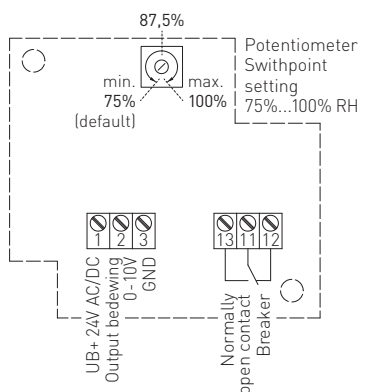 87,5%
min.
75%
(default)
max.
100%
Potentiometer
Swithpoint
setting
75%...100% RH
1
2
3
13
11
12
UB+ 24V AC/DC
Output bedewing
0-10V
GND
Normally
open contact
Breaker